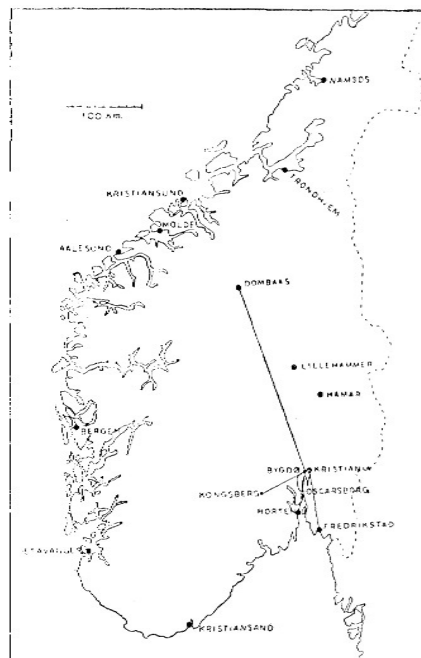 NAMSOS
100 Km.
TRONDHJEM
KRISTIANSUND
MOLDE
AALESUND
DOMBAAS
LILLEHAMMER
HAMAR
BERGEN
BYGDØ
KRISTIANIA
KONGSBERG
OSCARSBORG
HORTEN
FREDRIKSTAD
STAVANGER
KRISTIANSAND